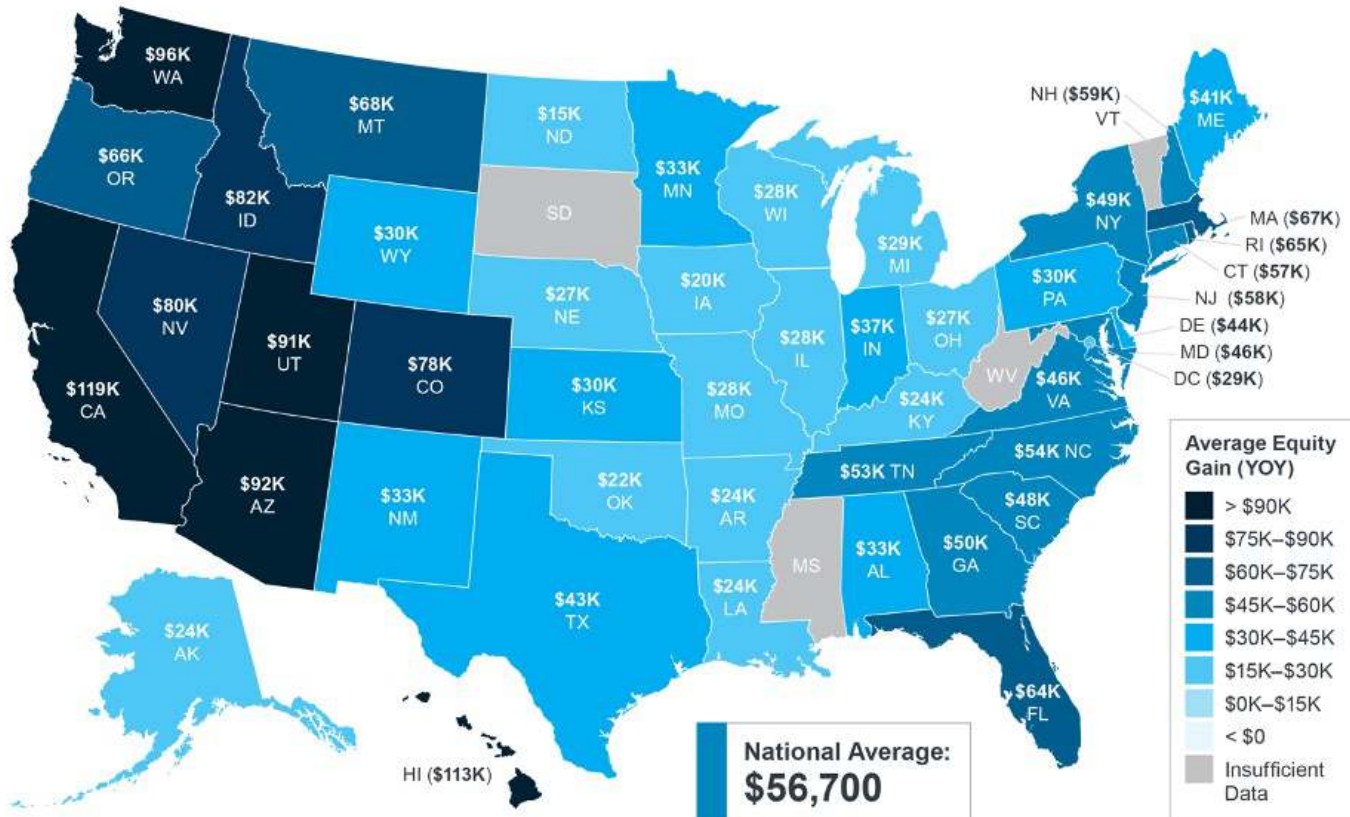 $96K
WA
$68K
MT
$15K
ND
$33K
MN
NH ($59K)
VT
$41K
ME
$66K
OR
$82K
ID
$30K
WY
SD
$28K
WI
$29K
MI
$49K
NY
MA ($67K)
RI ($65K)
CT ($57K)
NJ ($58K)
DE ($44K)
MD ($46K)
DC ($29K)
$119K
CA
$80K
NV
$91K
UT
$78K
CO
$27K
NE
$20K
IA
$28K
IL
$37K
IN
$27K
OH
$30K
PA
WV
$46K
VA
$30K
KS
$28K
MO
$24K
KY
$92K
AZ
$33K
NM
$22K
OK
$24K
AR
$53K TN
$54K NC
$48K
SC
$43K
TX
$24K
LA
MS
$33K
AL
$50K
GA
$64K
FL
$24K
AK
HI ($113K)
National Average:
$56,700
Average Equity
Gain (YOY)
> $90K
$75K–$90K
$60K–$75K
$45K–$60K
$30K–$45K
$15K–$30K
$0K–$15K
< $0
Insufficient
Data